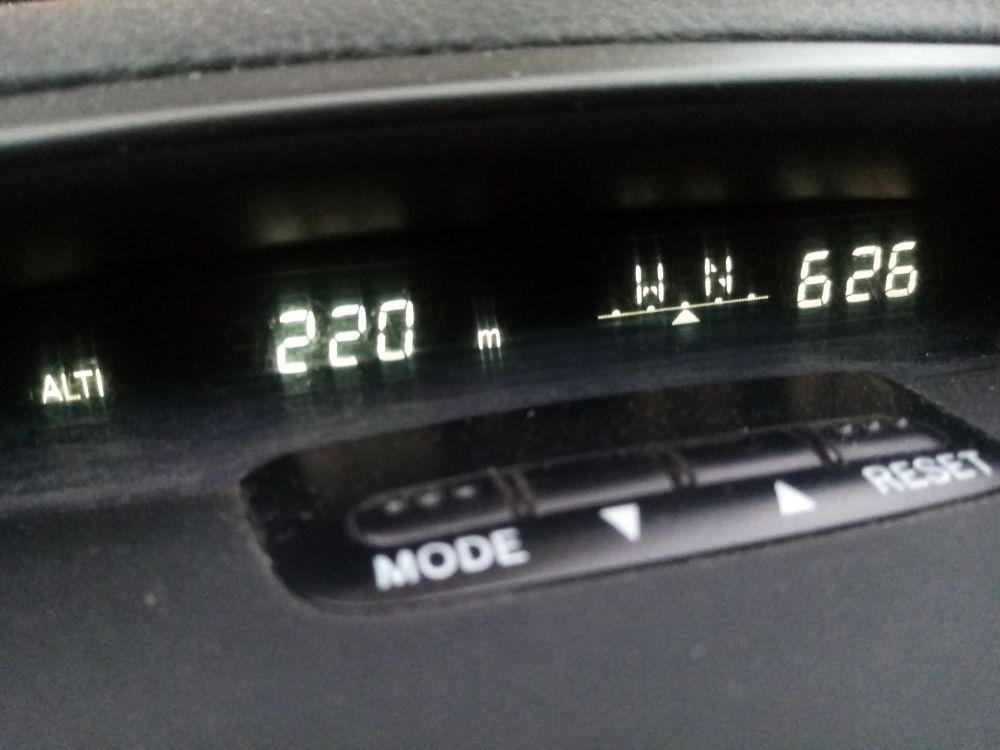 ALTI 220 m W N 626
MODE ▼ ▲ RESET